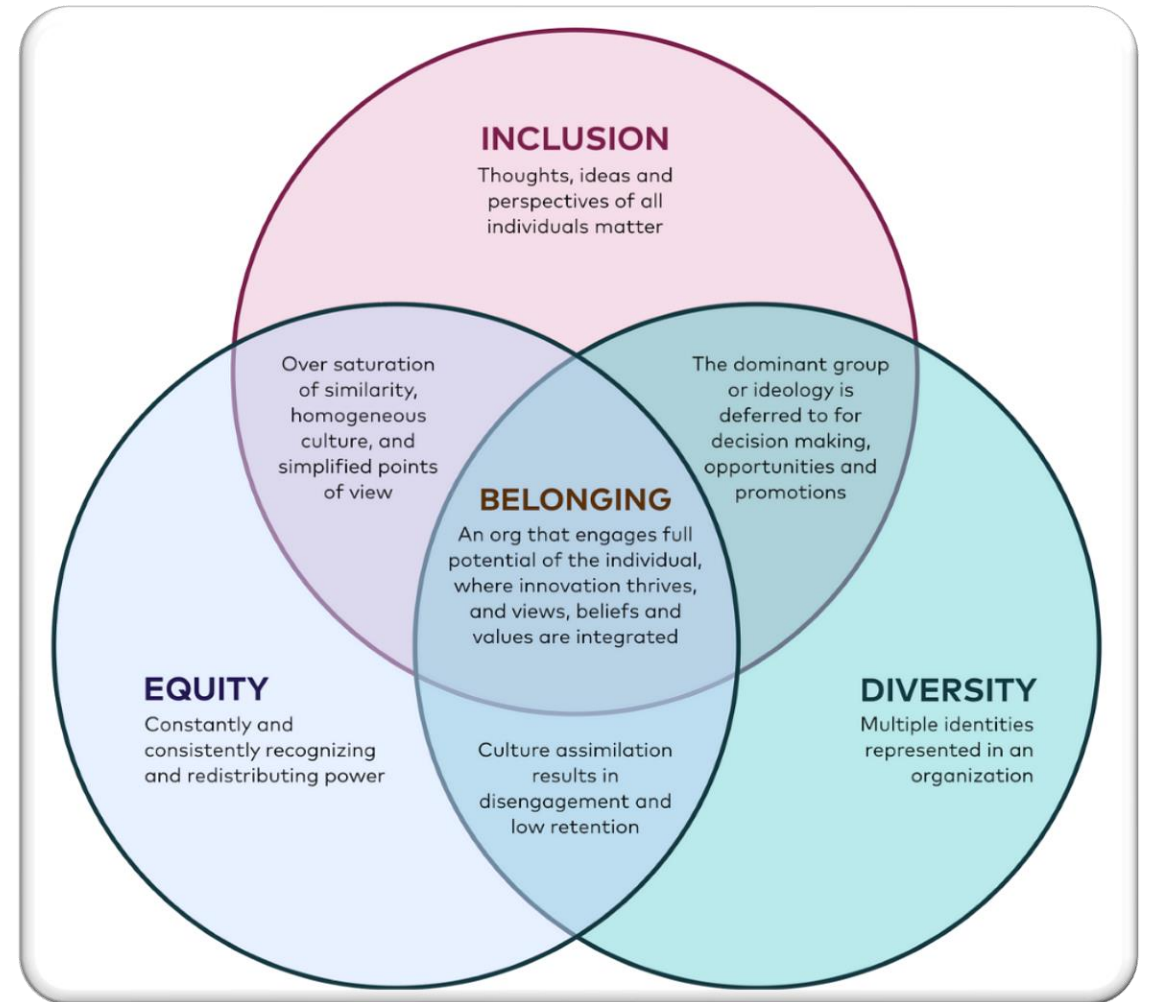 INCLUSION
Thoughts, ideas and
perspectives of all
individuals matter
Over saturation
of similarity,
homogeneous
culture, and
simplified points
of view
The dominant group
or ideology is
deferred to for
decision making,
opportunities and
promotions
BELONGING
An org that engages full
potential of the individual,
where innovation thrives,
and views, beliefs and
values are integrated
EQUITY
Constantly and
consistently recognizing
and redistributing power
DIVERSITY
Multiple identities
represented in an
organization
Culture assimilation
results in
disengagement and
low retention